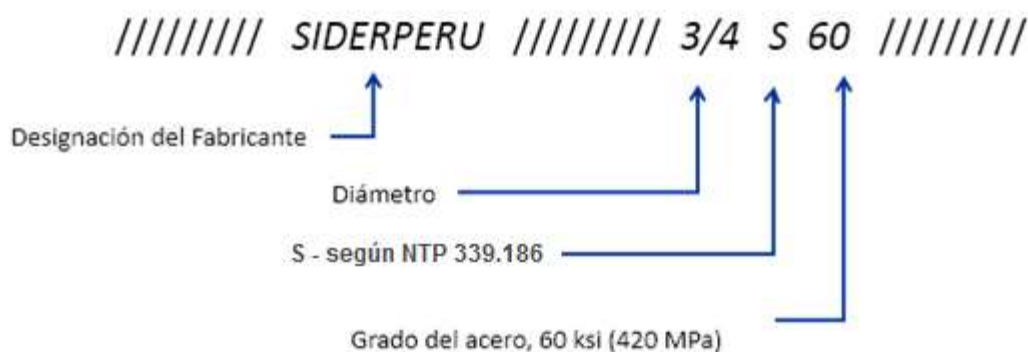 ///////// SIDERPERU ///////// 3/4 S 60 /////////
Designación del Fabricante
Diámetro
S - según NTP 339.186
Grado del acero, 60 ksi (420 MPa)